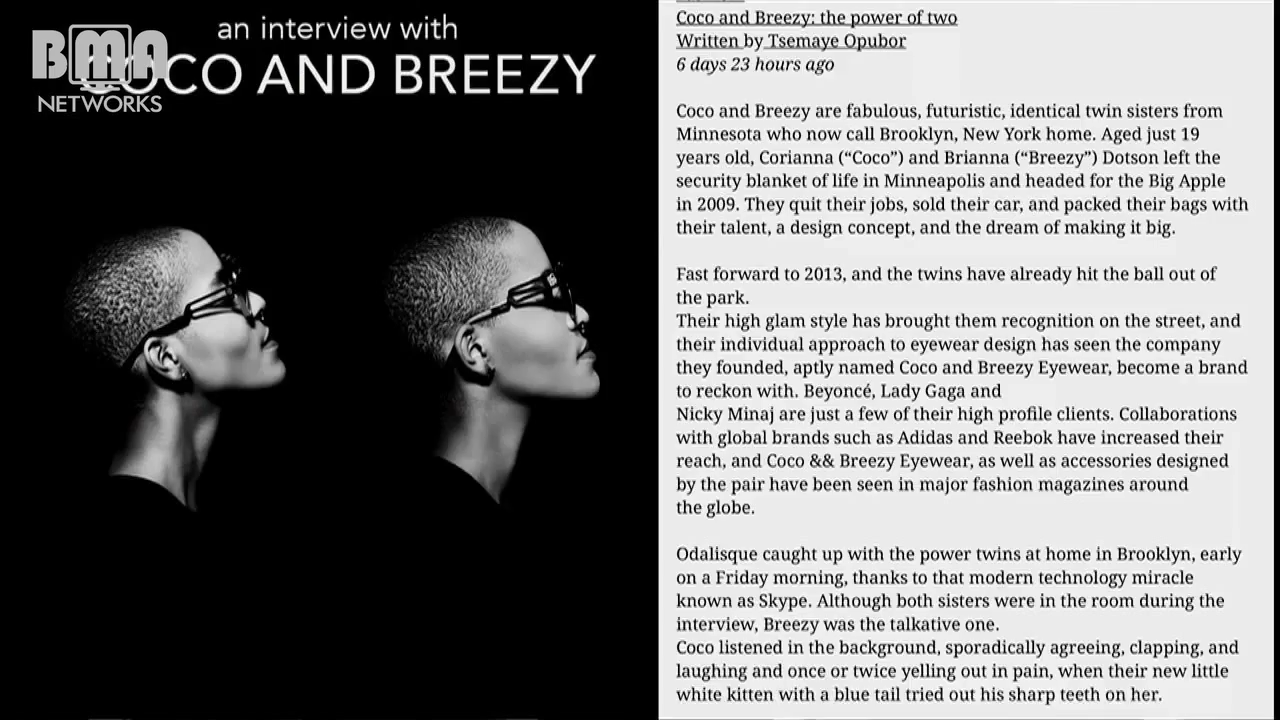 an interview with
COCO AND BREEZY
BMA
NETWORKS
Coco and Breezy: the power of two
Written by Tsemaye Opubor
6 days 23 hours ago
Coco and Breezy are fabulous, futuristic, identical twin sisters from
Minnesota who now call Brooklyn, New York home. Aged just 19
years old, Corianna (“Coco”) and Brianna (“Breezy”) Dotson left the
security blanket of life in Minneapolis and headed for the Big Apple
in 2009. They quit their jobs, sold their car, and packed their bags with
their talent, a design concept, and the dream of making it big.
Fast forward to 2013, and the twins have already hit the ball out of
the park.
Their high glam style has brought them recognition on the street, and
their individual approach to eyewear design has seen the company
they founded, aptly named Coco and Breezy Eyewear, become a brand
to reckon with. Beyoncé, Lady Gaga and
Nicky Minaj are just a few of their high profile clients. Collaborations
with global brands such as Adidas and Reebok have increased their
reach, and Coco && Breezy Eyewear, as well as accessories designed
by the pair have been seen in major fashion magazines around
the globe.
Odalisque caught up with the power twins at home in Brooklyn, early
on a Friday morning, thanks to that modern technology miracle
known as Skype. Although both sisters were in the room during the
interview, Breezy was the talkative one.
Coco listened in the background, sporadically agreeing, clapping, and
laughing and once or twice yelling out in pain, when their new little
white kitten with a blue tail tried out his sharp teeth on her.